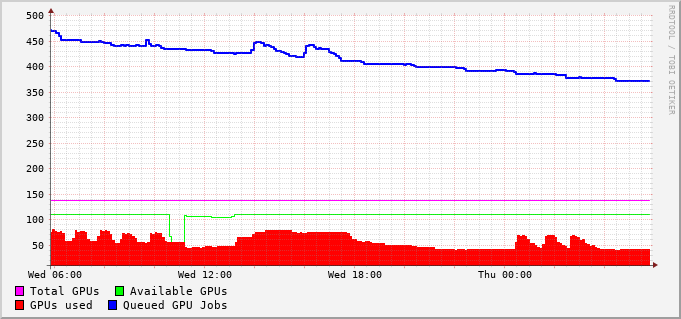 500
450
400
350
300
250
200
150
100
50
Wed 06:00 Wed 12:00 Wed 18:00 Thu 00:00
Total GPUs Available GPUs
GPUs used Queued GPU Jobs
RRDTOOL / TOBI OETIKER